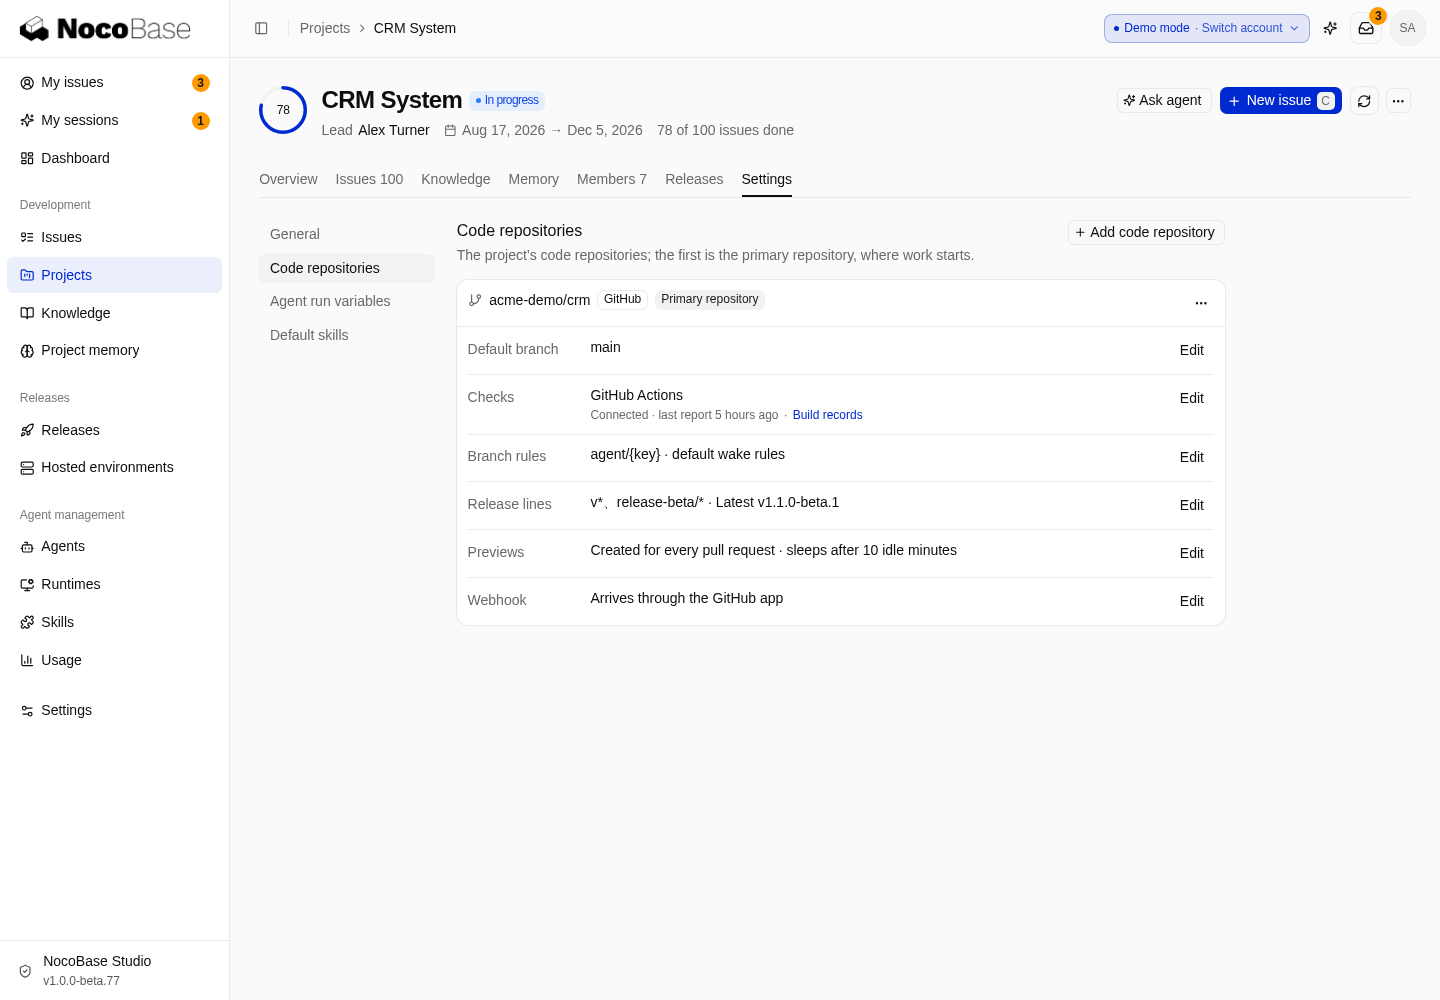 NocoBase
My issues 3
My sessions 1
Dashboard
Development
Issues
Projects
Knowledge
Project memory
Releases
Releases
Hosted environments
Agent management
Agents
Runtimes
Skills
Usage
Settings
NocoBase Studio
v1.0.0-beta.77
Projects > CRM System
Demo mode · Switch account
3
SA
78
CRM System In progress
Lead Alex Turner Aug 17, 2026 → Dec 5, 2026 78 of 100 issues done
Ask agent
New issue C
Overview Issues 100 Knowledge Memory Members 7 Releases Settings
General
Code repositories
Agent run variables
Default skills
Code repositories
The project's code repositories; the first is the primary repository, where work starts.
+ Add code repository
acme-demo/crm GitHub Primary repository
Default branch main Edit
Checks GitHub Actions Edit
Connected · last report 5 hours ago · Build records
Branch rules agent/{key} · default wake rules Edit
Release lines v*、release-beta/* · Latest v1.1.0-beta.1 Edit
Previews Created for every pull request · sleeps after 10 idle minutes Edit
Webhook Arrives through the GitHub app Edit